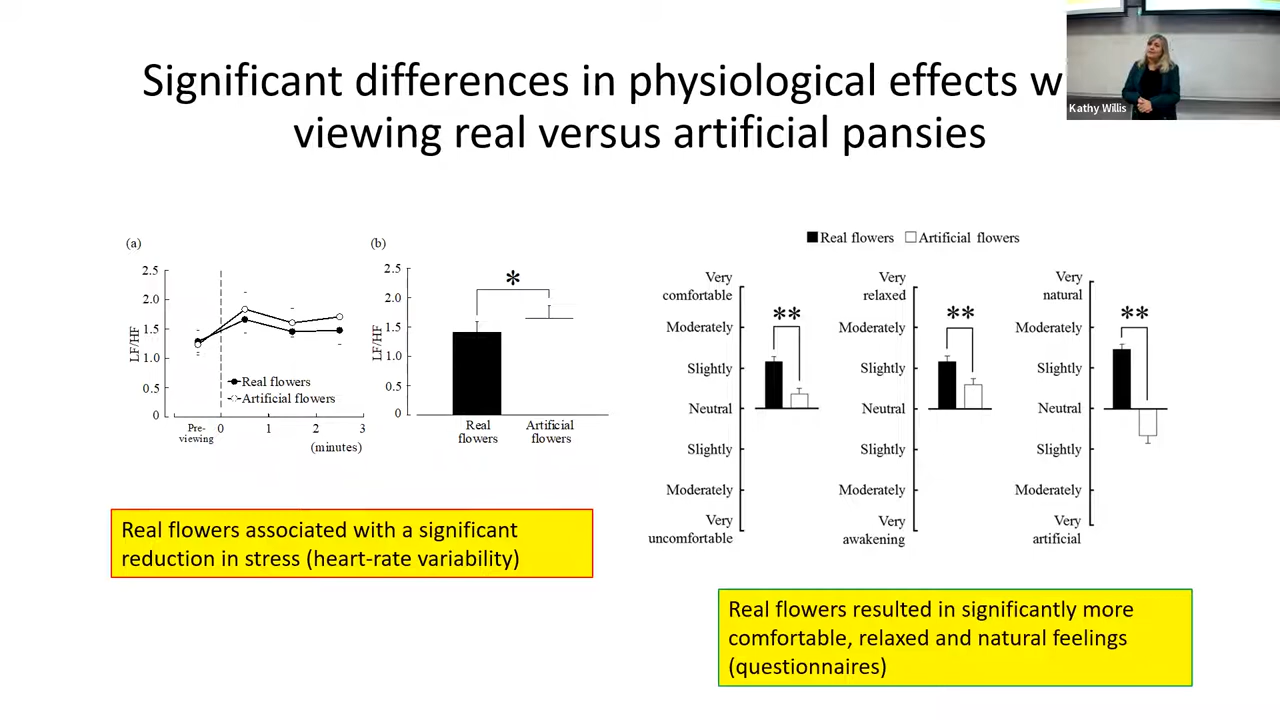 Significant differences in physiological effects w
viewing real versus artificial pansies
Kathy Willis
(a)
2.5
2.0
1.5
1.0
0.5
0
LF/HF
Real flowers
Artificial flowers
Pre-
viewing
0
1
2
3
(minutes)
(b)
2.5
2.0
1.5
1.0
0.5
0
LF/HF
*
Real
flowers
Artificial
flowers
Real flowers Artificial flowers
Very
comfortable
Moderately
Slightly
Neutral
Slightly
Moderately
Very
uncomfortable
**
Very
relaxed
Moderately
Slightly
Neutral
Slightly
Moderately
Very
awakening
**
Very
natural
Moderately
Slightly
Neutral
Slightly
Moderately
Very
artificial
**
Real flowers associated with a significant
reduction in stress (heart-rate variability)
Real flowers resulted in significantly more
comfortable, relaxed and natural feelings
(questionnaires)